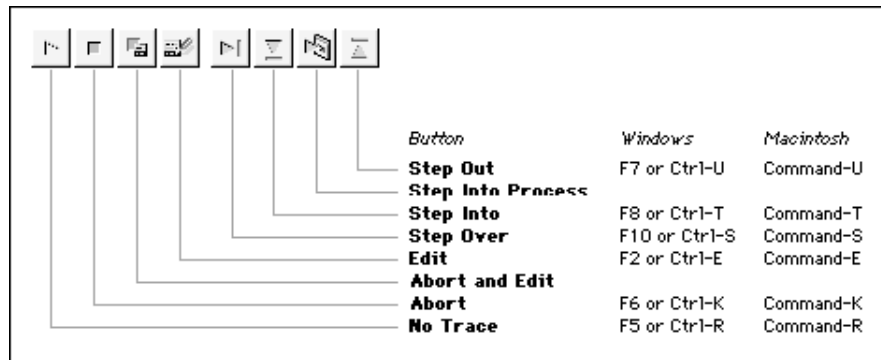 Button Windows Macintosh
Step Out F7 or Ctrl-U Command-U
Step Into Process
Step Into F8 or Ctrl-T Command-T
Step Over F10 or Ctrl-S Command-S
Edit F2 or Ctrl-E Command-E
Abort and Edit
Abort F6 or Ctrl-K Command-K
No Trace F5 or Ctrl-R Command-R